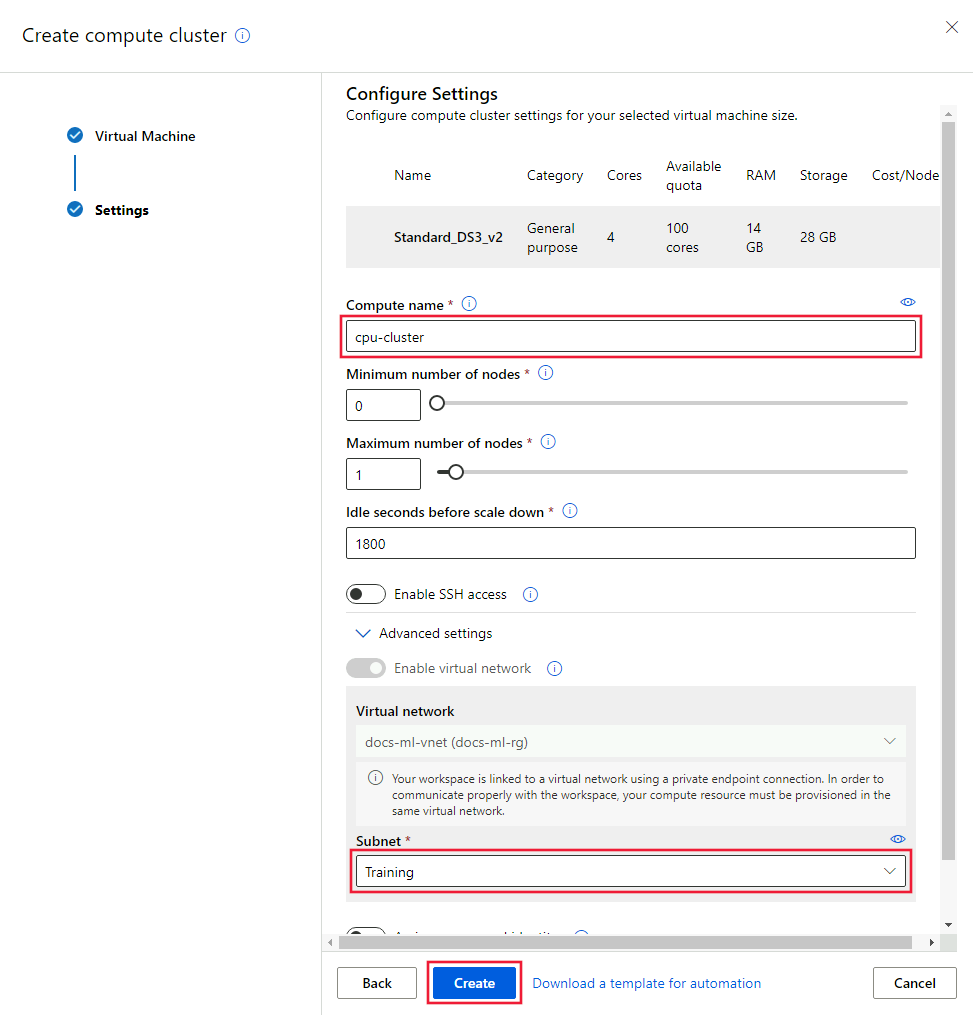 Create compute cluster
Virtual Machine
Settings
Configure Settings
Configure compute cluster settings for your selected virtual machine size.
Name Category Cores Available quota RAM Storage Cost/Node
Standard_DS3_v2 General purpose 4 100 cores 14 GB 28 GB
Compute name *
cpu-cluster
Minimum number of nodes *
0
Maximum number of nodes *
1
Idle seconds before scale down *
1800
Enable SSH access
Advanced settings
Enable virtual network
Virtual network
docs-ml-vnet (docs-ml-rg)
Your workspace is linked to a virtual network using a private endpoint connection. In order to
communicate properly with the workspace, your compute resource must be provisioned in the
same virtual network.
Subnet *
Training
Back Create Download a template for automation Cancel